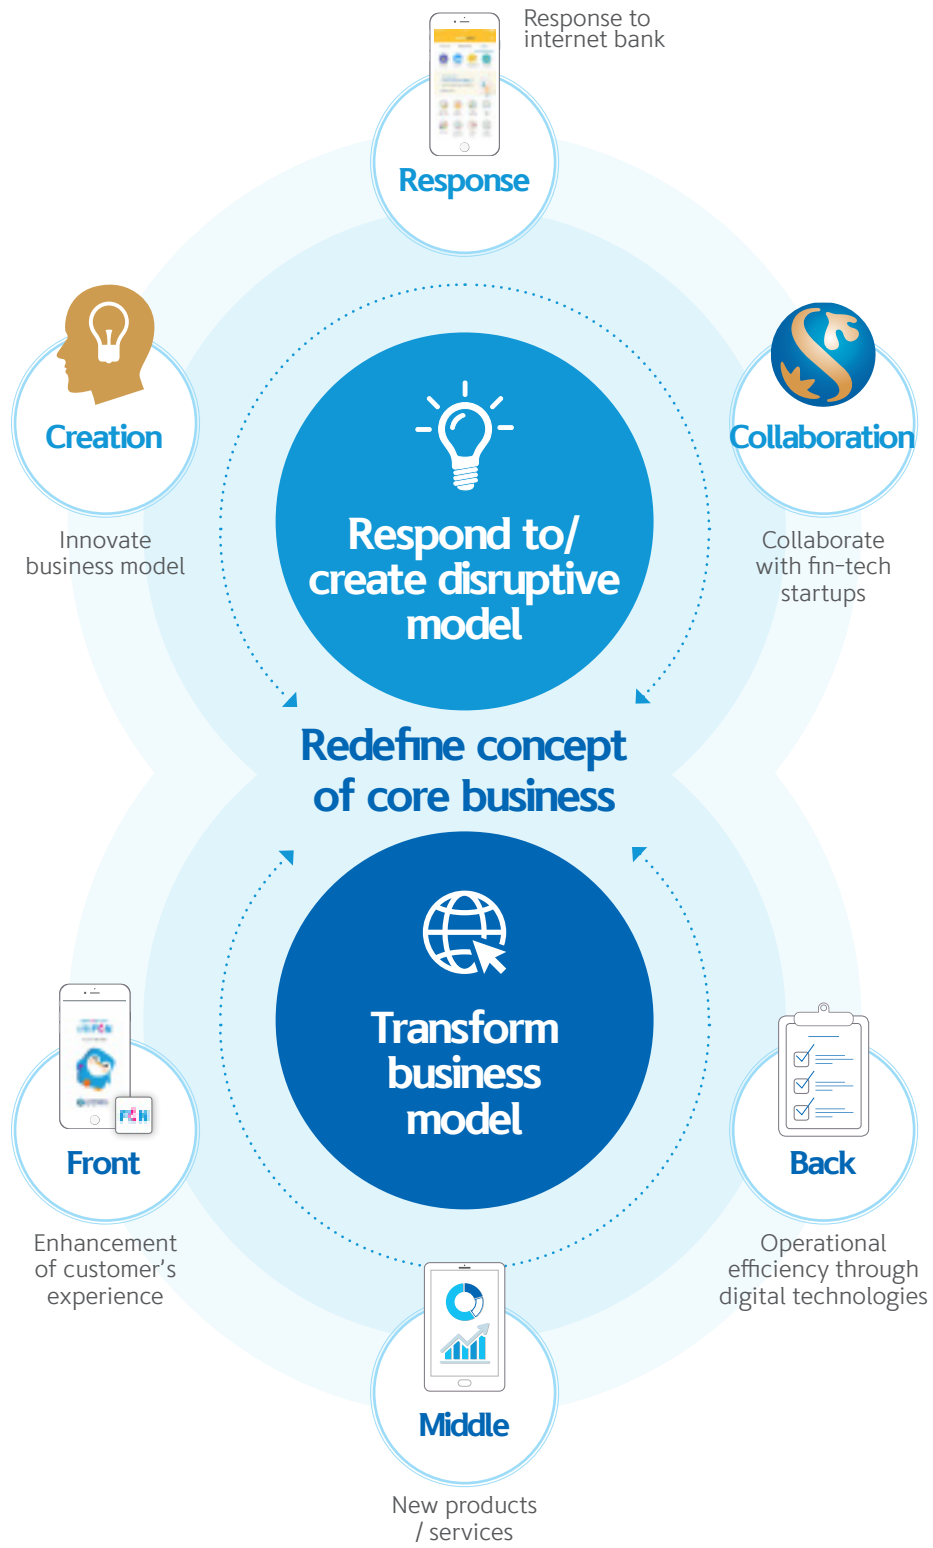 Response to
internet bank
Response
Creation
Innovate
business model
Collaboration
Collaborate
with fin-tech
startups
Respond to/
create disruptive
model
Redefine concept
of core business
Transform
business
model
Front
Enhancement
of customer's
experience
Back
Operational
efficiency through
digital technologies
Middle
New products
/ services